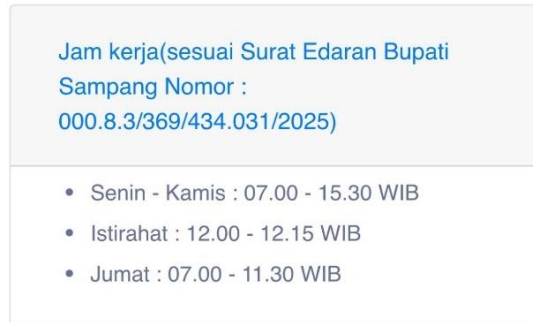 Jam kerja(sesuai Surat Edaran Bupati
Sampang Nomor :
000.8.3/369/434.031/2025)
• Senin - Kamis : 07.00 - 15.30 WIB
• Istirahat : 12.00 - 12.15 WIB
• Jumat : 07.00 - 11.30 WIB